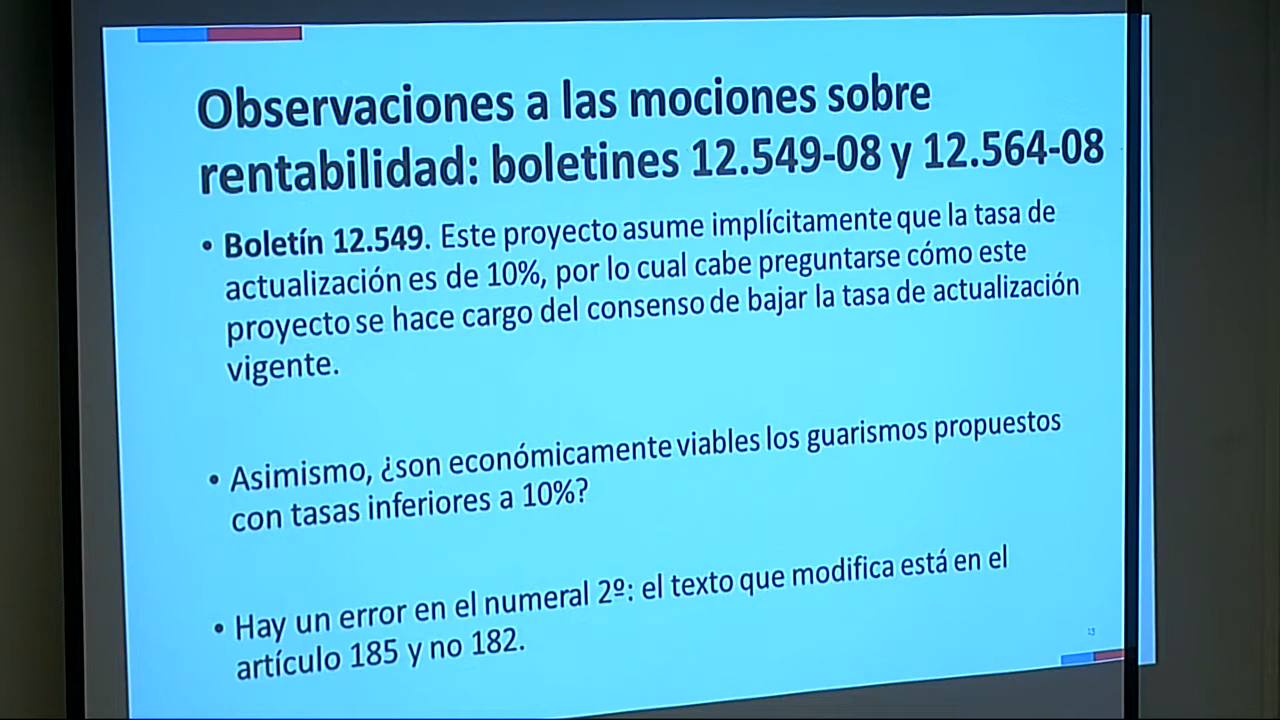 Observaciones a las mociones sobre
rentabilidad: boletines 12.549-08 y 12.564-08
• Boletín 12.549. Este proyecto asume implícitamente que la tasa de
actualización es de 10%, por lo cual cabe preguntarse cómo este
proyecto se hace cargo del consenso de bajar la tasa de actualización
vigente.
• Asimismo, ¿son económicamente viables los guarismos propuestos
con tasas inferiores a 10%?
• Hay un error en el numeral 2º: el texto que modifica está en el
artículo 185 y no 182.